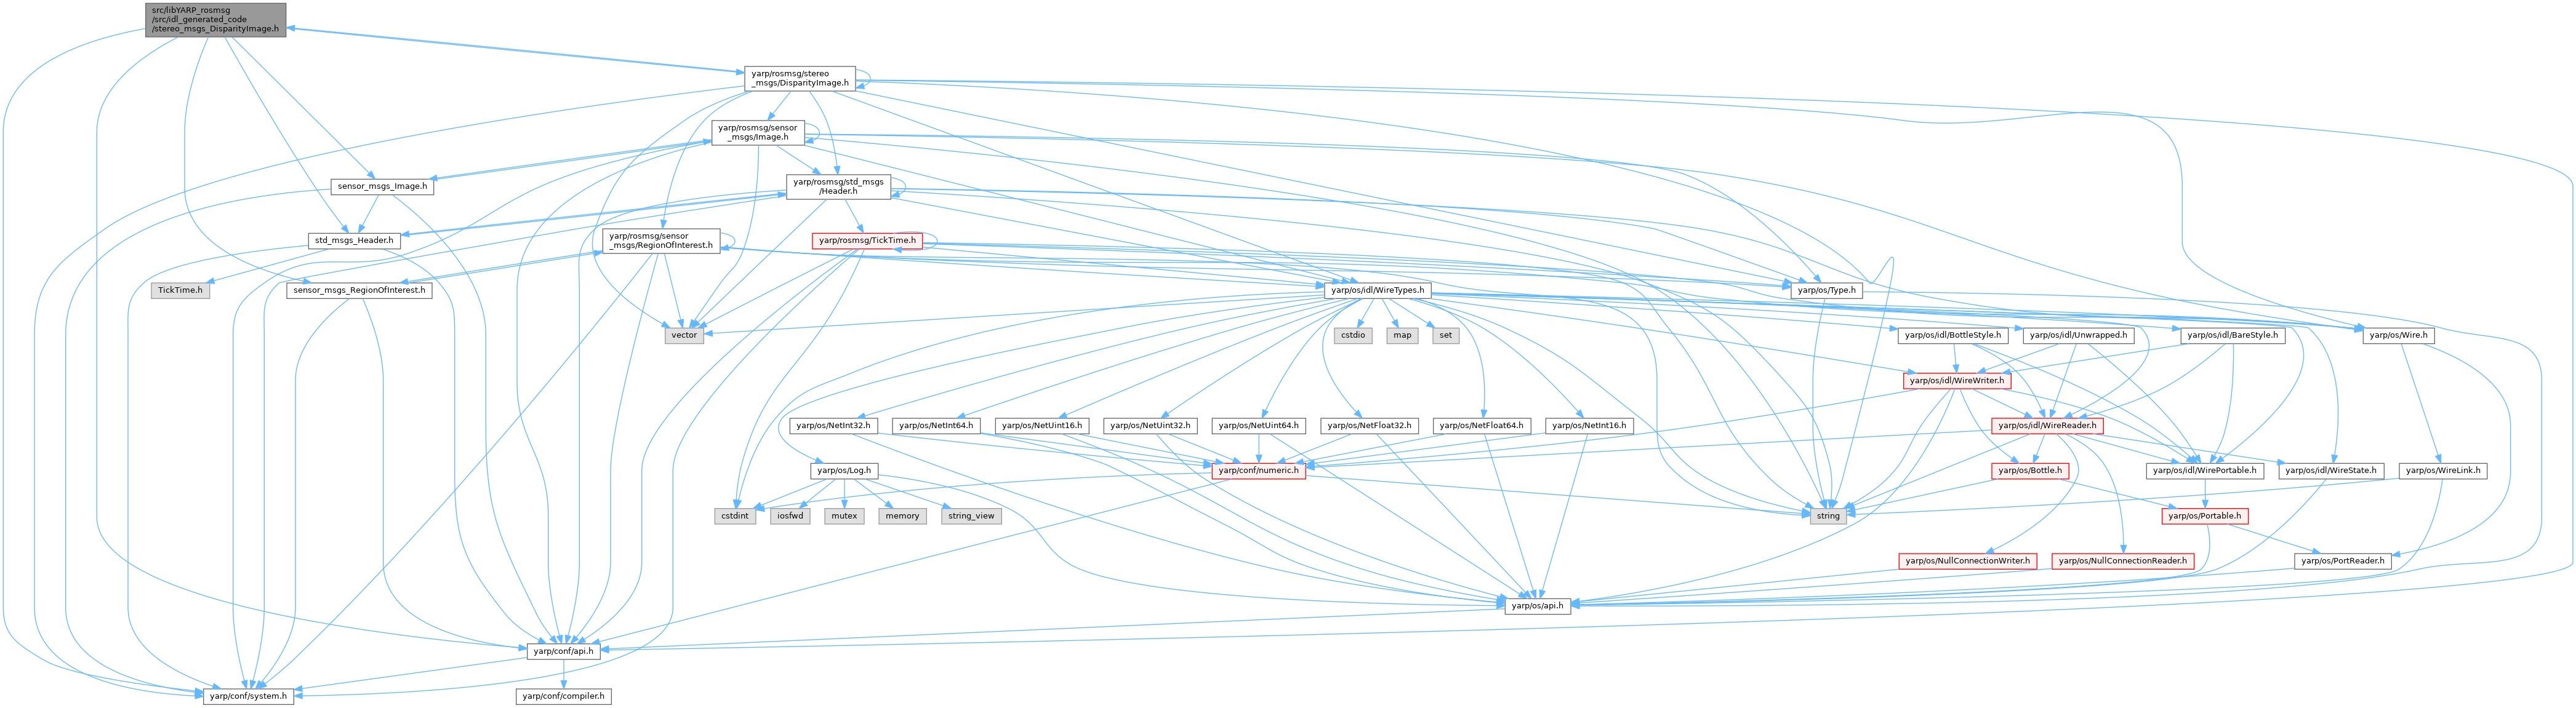 src/libYARP_rosmsg
/src/idl_generated_code
/stereo_msgs_DisparityImage.h
yarp/rosmsg/stereo
_msgs/DisparityImage.h
yarp/rosmsg/sensor
_msgs/Image.h
sensor_msgs_Image.h
yarp/rosmsg/std_msgs
/Header.h
std_msgs_Header.h
yarp/rosmsg/sensor
_msgs/RegionOfInterest.h
yarp/rosmsg/TickTime.h
TickTime.h
sensor_msgs_RegionOfInterest.h
yarp/os/idl/WireTypes.h
yarp/os/Type.h
vector
cstdio
map
set
yarp/os/idl/BottleStyle.h
yarp/os/idl/Unwrapped.h
yarp/os/idl/BareStyle.h
yarp/os/Wire.h
yarp/os/idl/WireWriter.h
yarp/os/NetInt32.h
yarp/os/NetInt64.h
yarp/os/NetUint16.h
yarp/os/NetUint32.h
yarp/os/NetUint64.h
yarp/os/NetFloat32.h
yarp/os/NetFloat64.h
yarp/os/NetInt16.h
yarp/os/idl/WireReader.h
yarp/os/Log.h
yarp/conf/numeric.h
yarp/os/Bottle.h
yarp/os/idl/WirePortable.h
yarp/os/idl/WireState.h
yarp/os/WireLink.h
cstdint
iosfwd
mutex
memory
string_view
string
yarp/os/Portable.h
yarp/os/NullConnectionWriter.h
yarp/os/NullConnectionReader.h
yarp/os/PortReader.h
yarp/os/api.h
yarp/conf/api.h
yarp/conf/system.h
yarp/conf/compiler.h